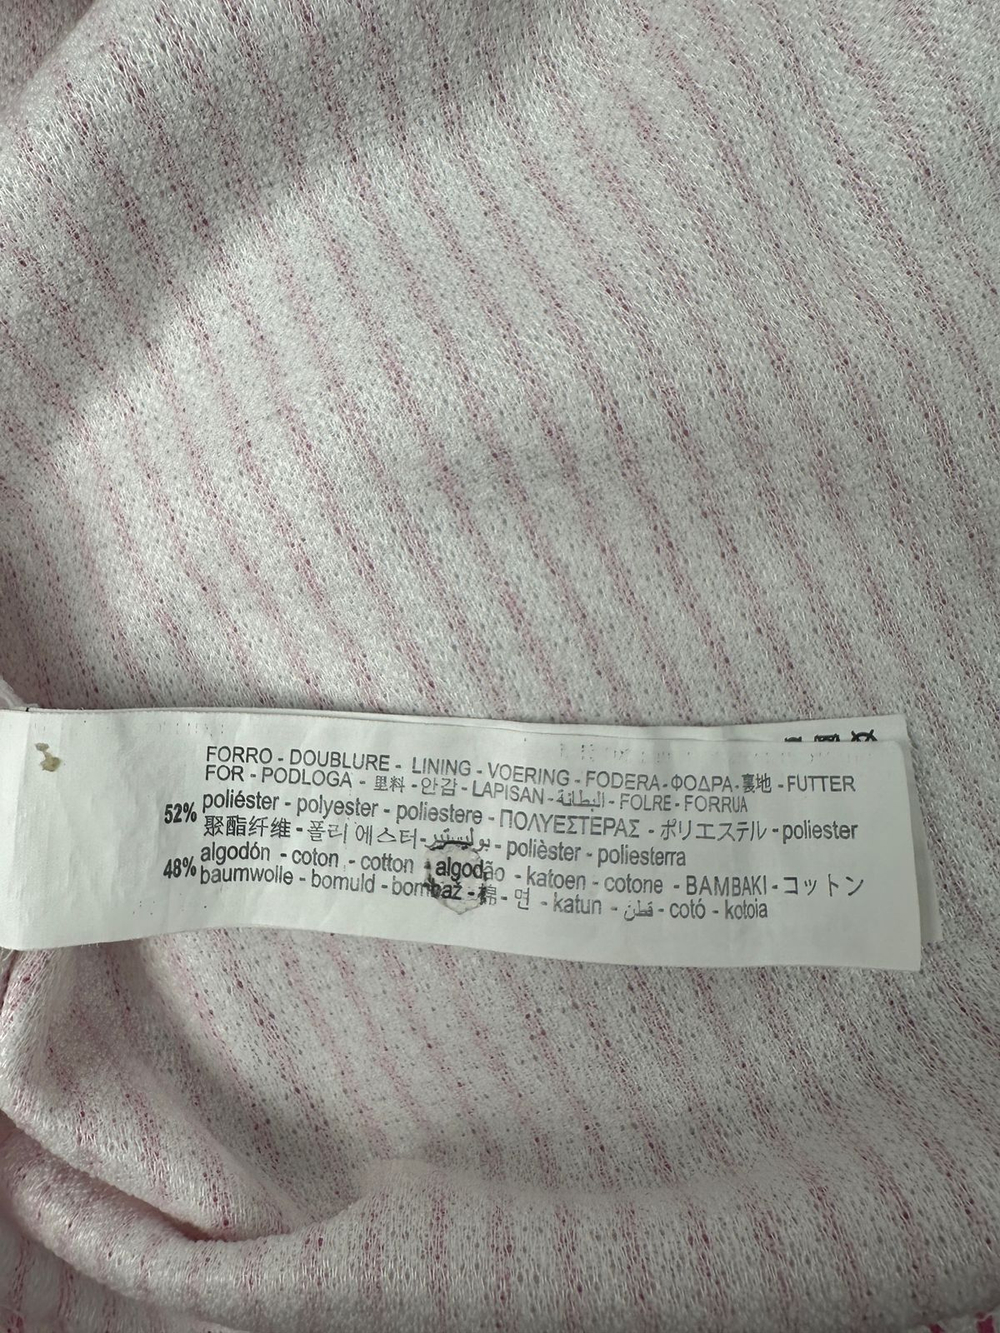 FORRO - DOUBLURE - LINING - VOERING - FODERA - ΦΟΔΡΑ - 裏地 - FUTTER
FOR - PODLOGA - 里料 - 안감 - LAPISAN - البطانة - FOLRE - FORRUA
52% poliéster - polyester - poliestere - ΠΟΛΥΕΣΤΕΡΑΣ - ポリエステル - poliester
聚酯纤维 - 폴리 에스터 - بوليستير - polièster - poliesterra
48% algodón - coton - cotton - algodão - katoen - cotone - BAMBAKI - コットン
baumwolle - bomuld - bombaž - 棉 - 면 - katun - قطن - cotó - kotoia